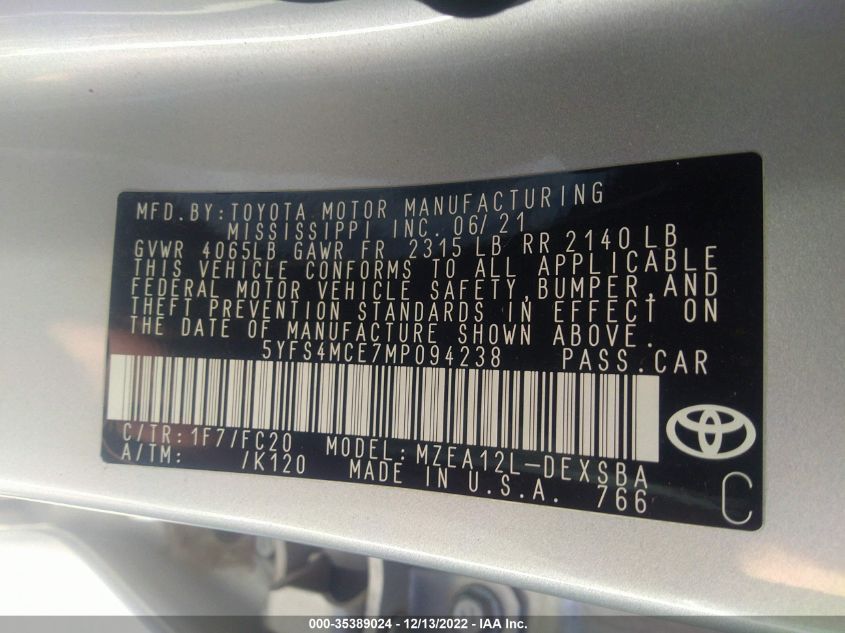 MFD.BY:TOYOTA MOTOR MANUFACTURING
MISSISSIPPI INC. 06/21
GVWR 4065LB GAWR FR 2315 LB RR 2140 LB
THIS VEHICLE CONFORMS TO ALL APPLICABLE
FEDERAL MOTOR VEHICLE SAFETY,BUMPER,AND
THEFT PREVENTION STANDARDS IN EFFECT ON
THE DATE OF MANUFACTURE SHOWN ABOVE.
5YFS4MCE7MP094238 PASS.CAR
C/TR:1F7/FC20 MODEL:MZEA12L-DEXSBA
A/TM: /K120 MADE IN U.S.A. 766
C
000-35389024 - 12/13/2022 - IAA Inc.